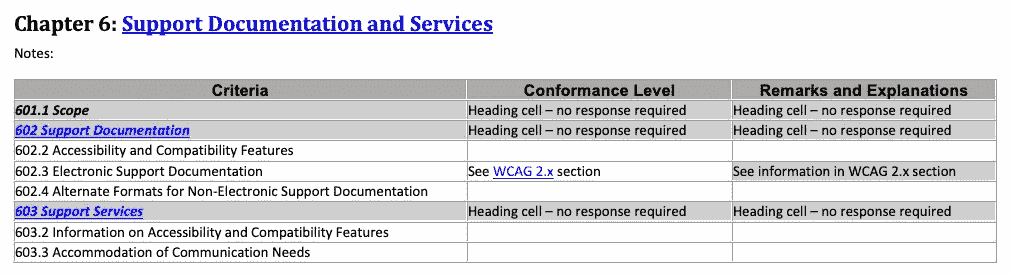 Chapter 6: Support Documentation and Services
Notes:
Criteria Conformance Level Remarks and Explanations
601.1 Scope Heading cell – no response required Heading cell – no response required
602 Support Documentation Heading cell – no response required Heading cell – no response required
602.2 Accessibility and Compatibility Features
602.3 Electronic Support Documentation See WCAG 2.x section See information in WCAG 2.x section
602.4 Alternate Formats for Non-Electronic Support Documentation
603 Support Services Heading cell – no response required Heading cell – no response required
603.2 Information on Accessibility and Compatibility Features
603.3 Accommodation of Communication Needs